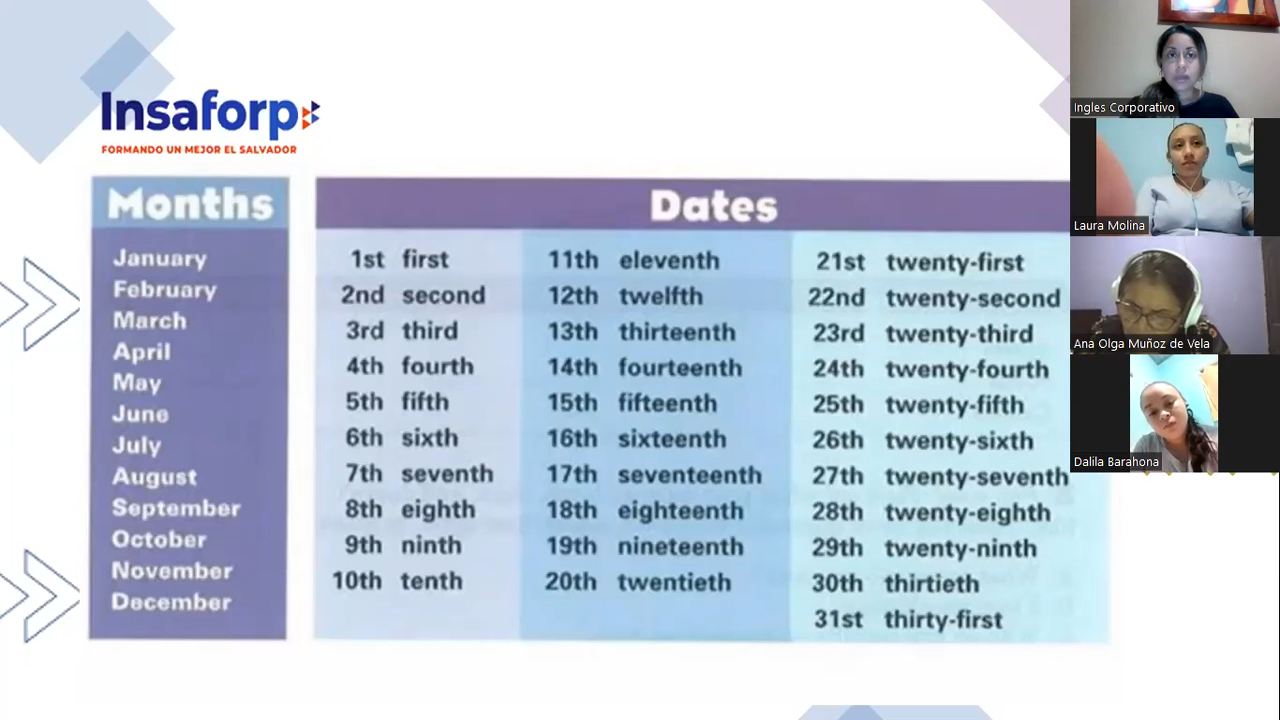 Insaforp
FORMANDO UN MEJOR EL SALVADOR
Months
January
February
March
April
May
June
July
August
September
October
November
December
Dates
1st first
2nd second
3rd third
4th fourth
5th fifth
6th sixth
7th seventh
8th eighth
9th ninth
10th tenth
11th eleventh
12th twelfth
13th thirteenth
14th fourteenth
15th fifteenth
16th sixteenth
17th seventeenth
18th eighteenth
19th nineteenth
20th twentieth
21st twenty-first
22nd twenty-second
23rd twenty-third
24th twenty-fourth
25th twenty-fifth
26th twenty-sixth
27th twenty-seventh
28th twenty-eighth
29th twenty-ninth
30th thirtieth
31st thirty-first
Ingles Corporativo
Laura Molina
Ana Olga Muñoz de Vela
Dalila Barahona